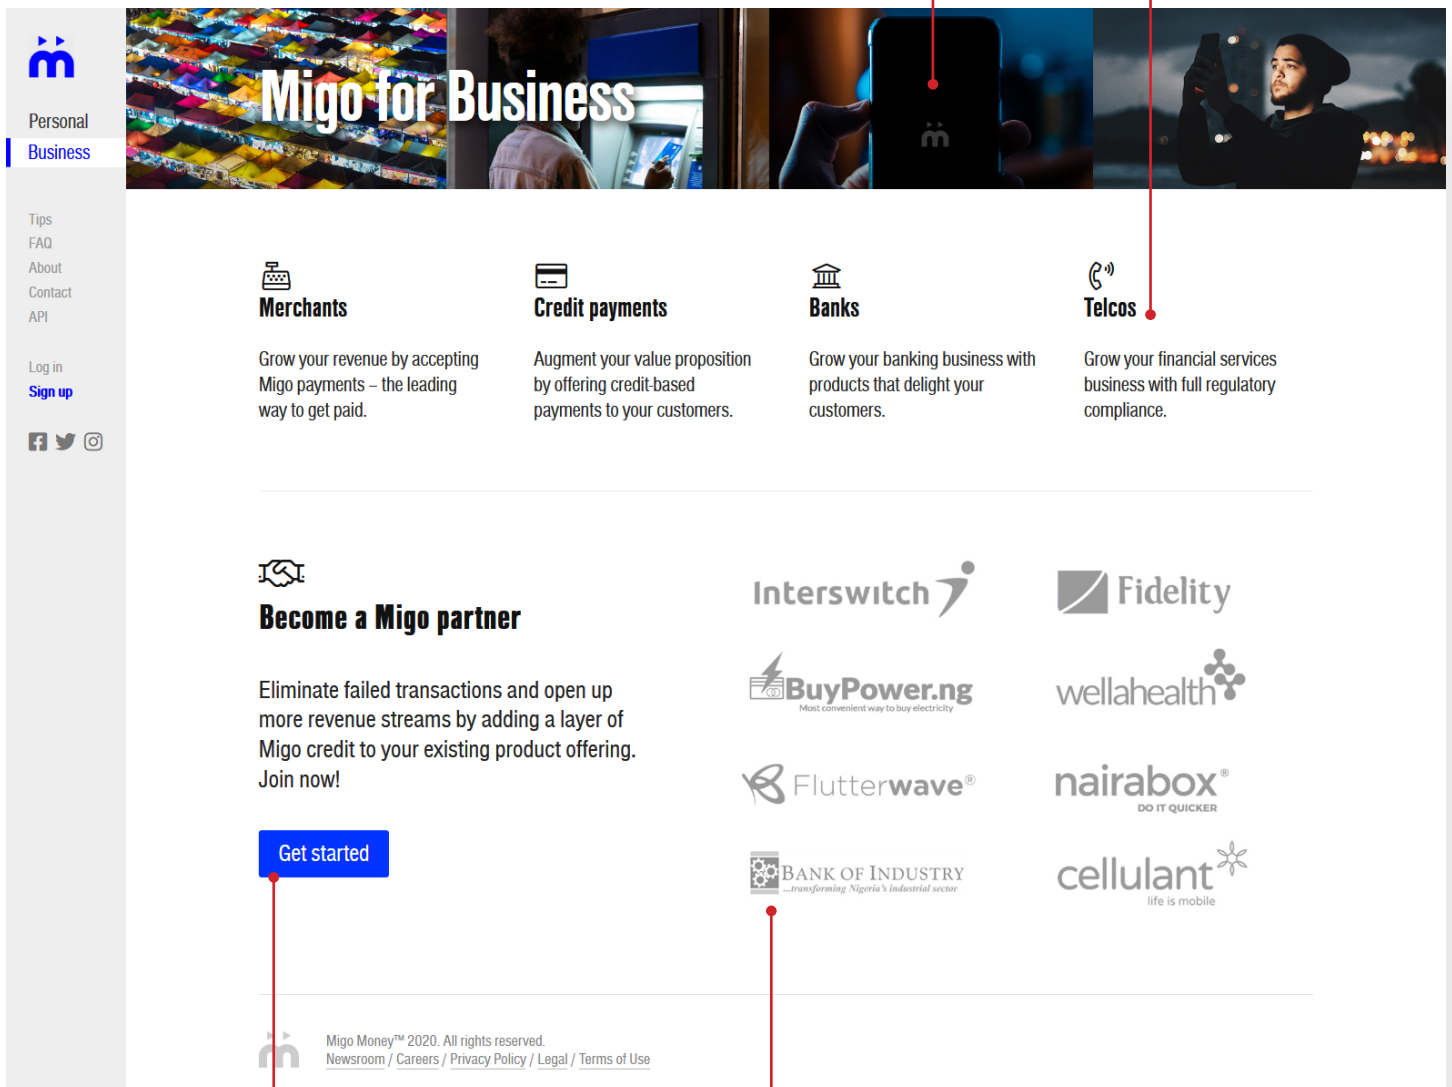 Migo for Business
Personal
Business
Tips
FAQ
About
Contact
API
Log in
Sign up
Merchants
Grow your revenue by accepting
Migo payments – the leading
way to get paid.
Credit payments
Augment your value proposition
by offering credit-based
payments to your customers.
Banks
Grow your banking business with
products that delight your
customers.
Telcos
Grow your financial services
business with full regulatory
compliance.
Become a Migo partner
Eliminate failed transactions and open up
more revenue streams by adding a layer of
Migo credit to your existing product offering.
Join now!
Get started
Interswitch
Fidelity
BuyPower.ng
Most convenient way to buy electricity
wellahealth
Flutterwave®
nairabox®
DO IT QUICKER
BANK OF INDUSTRY
...transforming Nigeria's industrial sector
cellulant
life is mobile
Migo Money™ 2020. All rights reserved.
Newsroom / Careers / Privacy Policy / Legal / Terms of Use